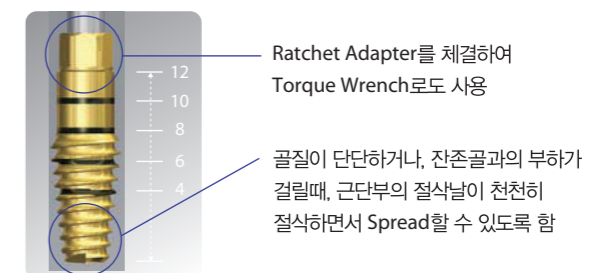 Ratchet Adapter를 체결하여
Torque Wrench로도 사용
12
10
8
6
4
골질이 단단하거나, 잔존골과의 부하가
걸릴때, 근단부의 절삭날이 천천히
절삭하면서 Spread할 수 있도록 함